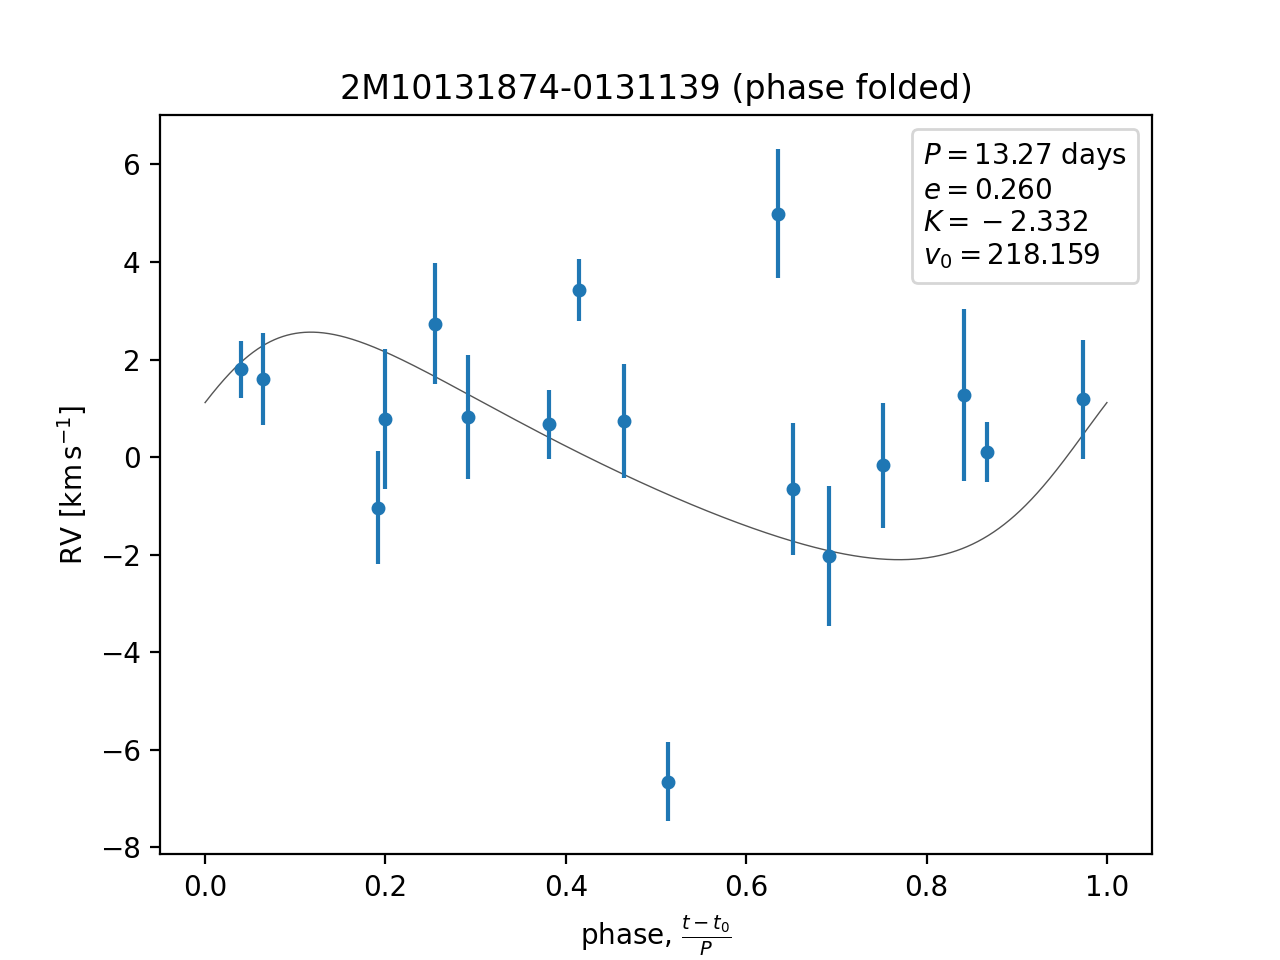 2M10131874-0131139 (phase folded)
P = 13.27 days
e = 0.260
K = −2.332
v₀ = 218.159
RV [km s⁻¹]
6
4
2
0
−2
−4
−6
−8
0.0 0.2 0.4 0.6 0.8 1.0
phase, (t − t₀)/P